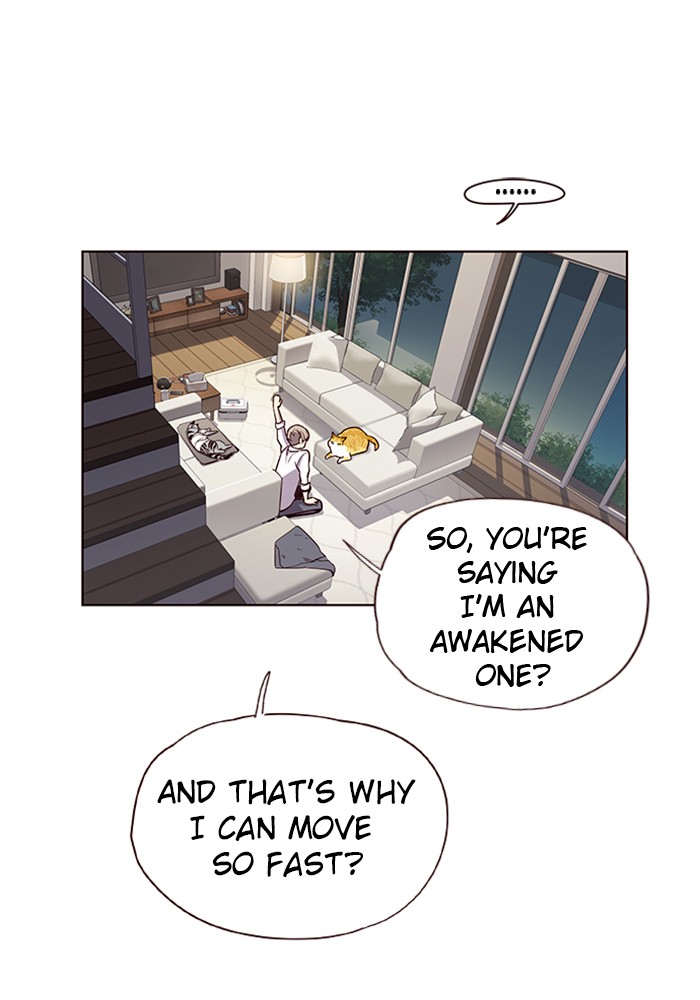 ......
SO, YOU'RE
SAYING
I'M AN
AWAKENED
ONE?
AND THAT'S WHY
I CAN MOVE
SO FAST?